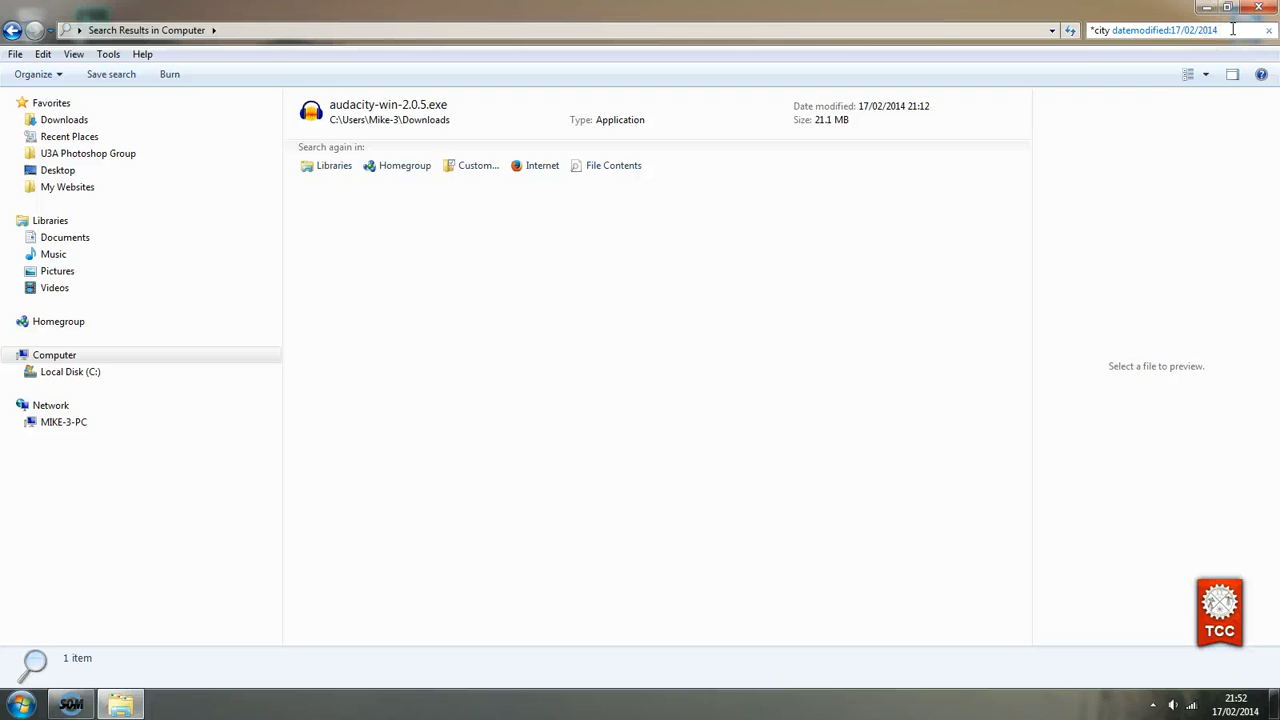 Search Results in Computer
*city datemodified:17/02/2014
File Edit View Tools Help
Organize Save search Burn
Favorites
Downloads
Recent Places
U3A Photoshop Group
Desktop
My Websites
Libraries
Documents
Music
Pictures
Videos
Homegroup
Computer
Local Disk (C:)
Network
MIKE-3-PC
audacity-win-2.0.5.exe
C:\Users\Mike-3\Downloads
Type: Application
Date modified: 17/02/2014 21:12
Size: 21.1 MB
Search again in:
Libraries Homegroup Custom... Internet File Contents
Select a file to preview.
TCC
1 item
SOM
21:52
17/02/2014